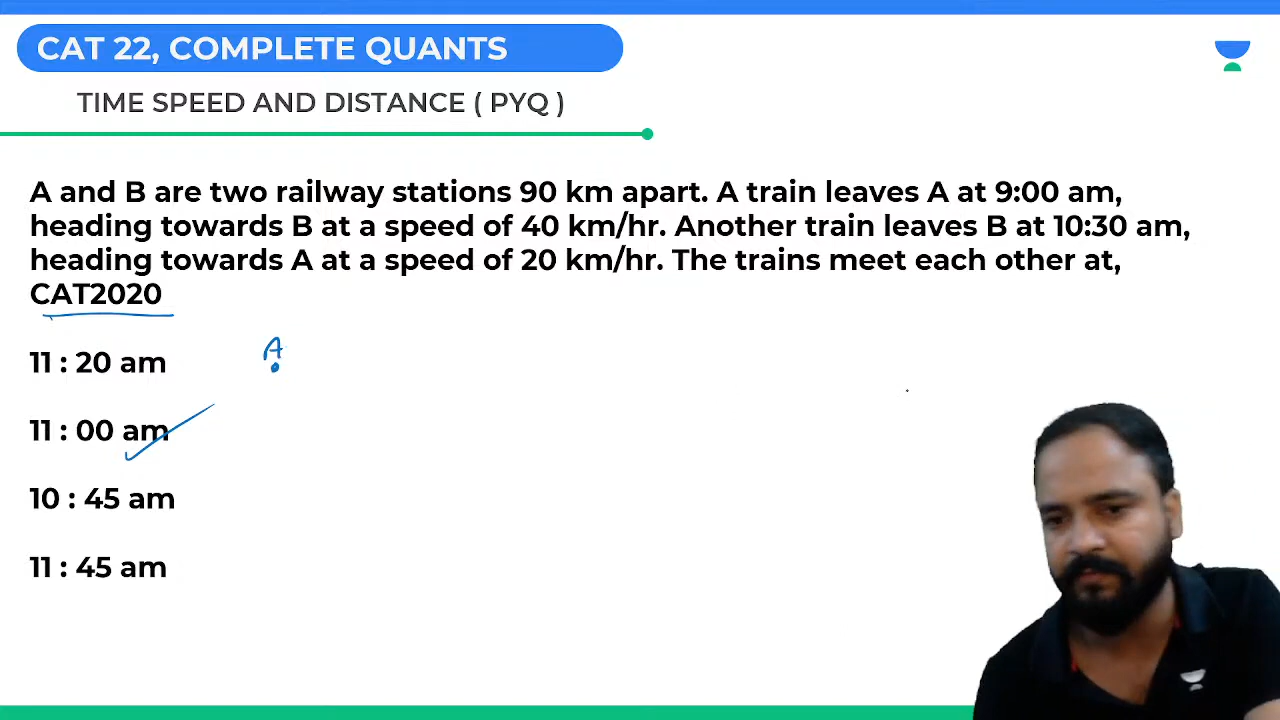 CAT 22, COMPLETE QUANTS
TIME SPEED AND DISTANCE ( PYQ )
A and B are two railway stations 90 km apart. A train leaves A at 9:00 am,
heading towards B at a speed of 40 km/hr. Another train leaves B at 10:30 am,
heading towards A at a speed of 20 km/hr. The trains meet each other at,
CAT2020
11 : 20 am
A
11 : 00 am
10 : 45 am
11 : 45 am